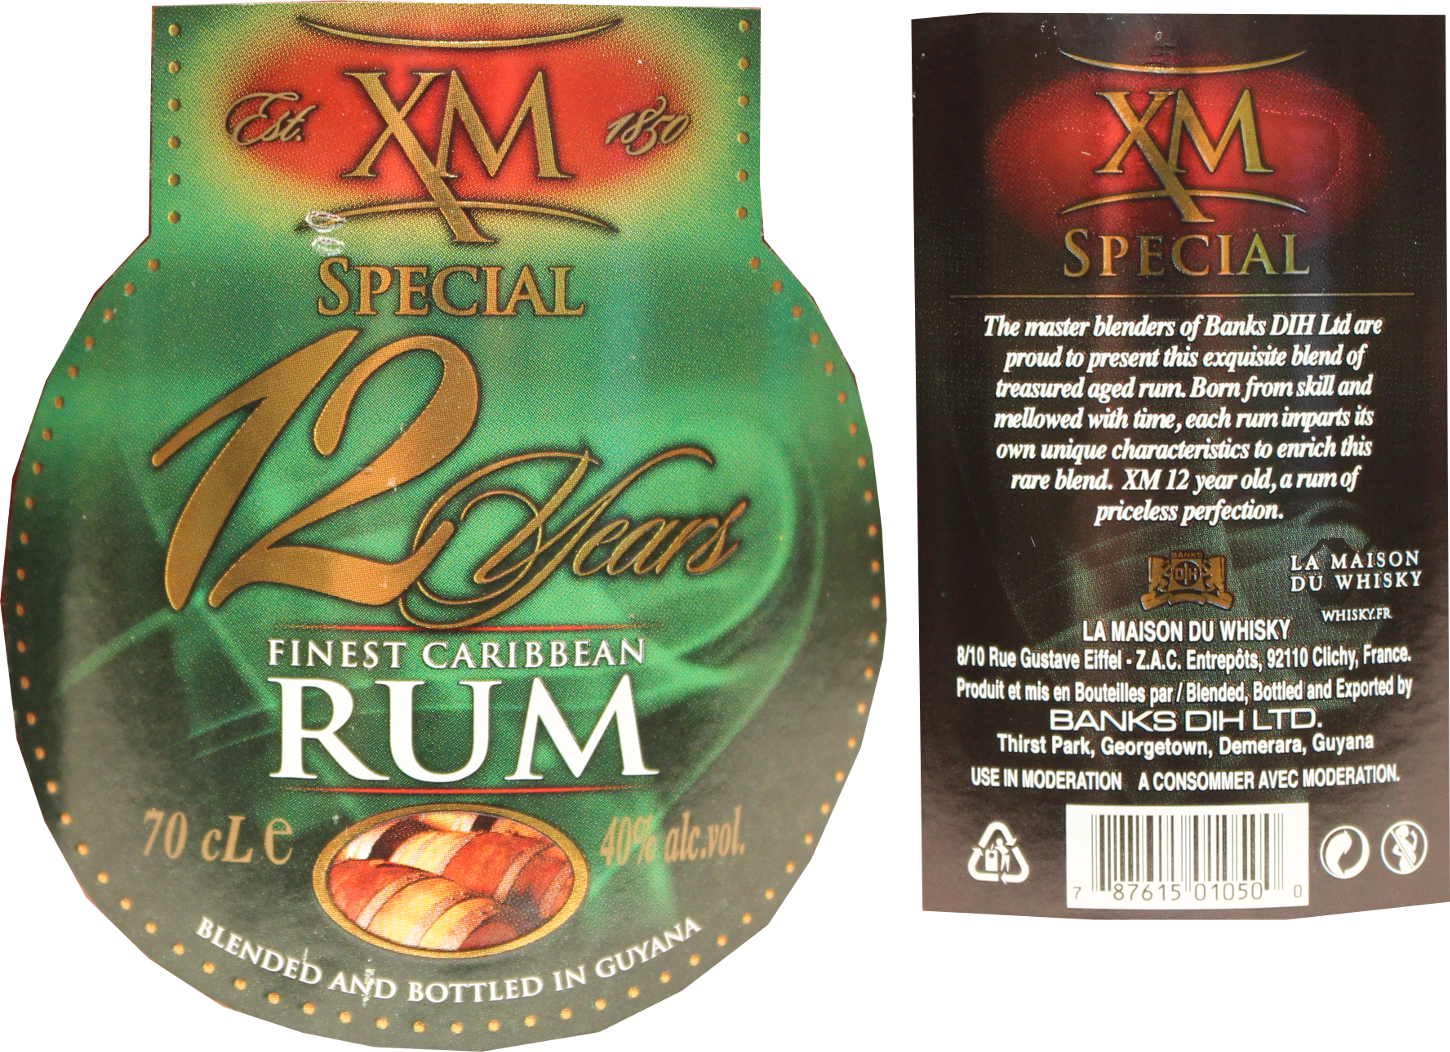 Est. XM 1850
SPECIAL
12 Years
FINEST CARIBBEAN
RUM
70 cL e 40% alc.vol.
BLENDED AND BOTTLED IN GUYANA
XM
SPECIAL
The master blenders of Banks DIH Ltd are
proud to present this exquisite blend of
treasured aged rum. Born from skill and
mellowed with time, each rum imparts its
own unique characteristics to enrich this
rare blend. XM 12 year old, a rum of
priceless perfection.
BANKS
DIH
LA MAISON
DU WHISKY
WHISKY.FR
LA MAISON DU WHISKY
8/10 Rue Gustave Eiffel - Z.A.C. Entrepôts, 92110 Clichy, France.
Produit et mis en Bouteilles par / Blended, Bottled and Exported by
BANKS DIH LTD.
Thirst Park, Georgetown, Demerara, Guyana
USE IN MODERATION A CONSOMMER AVEC MODERATION.
7 87615 01050 0